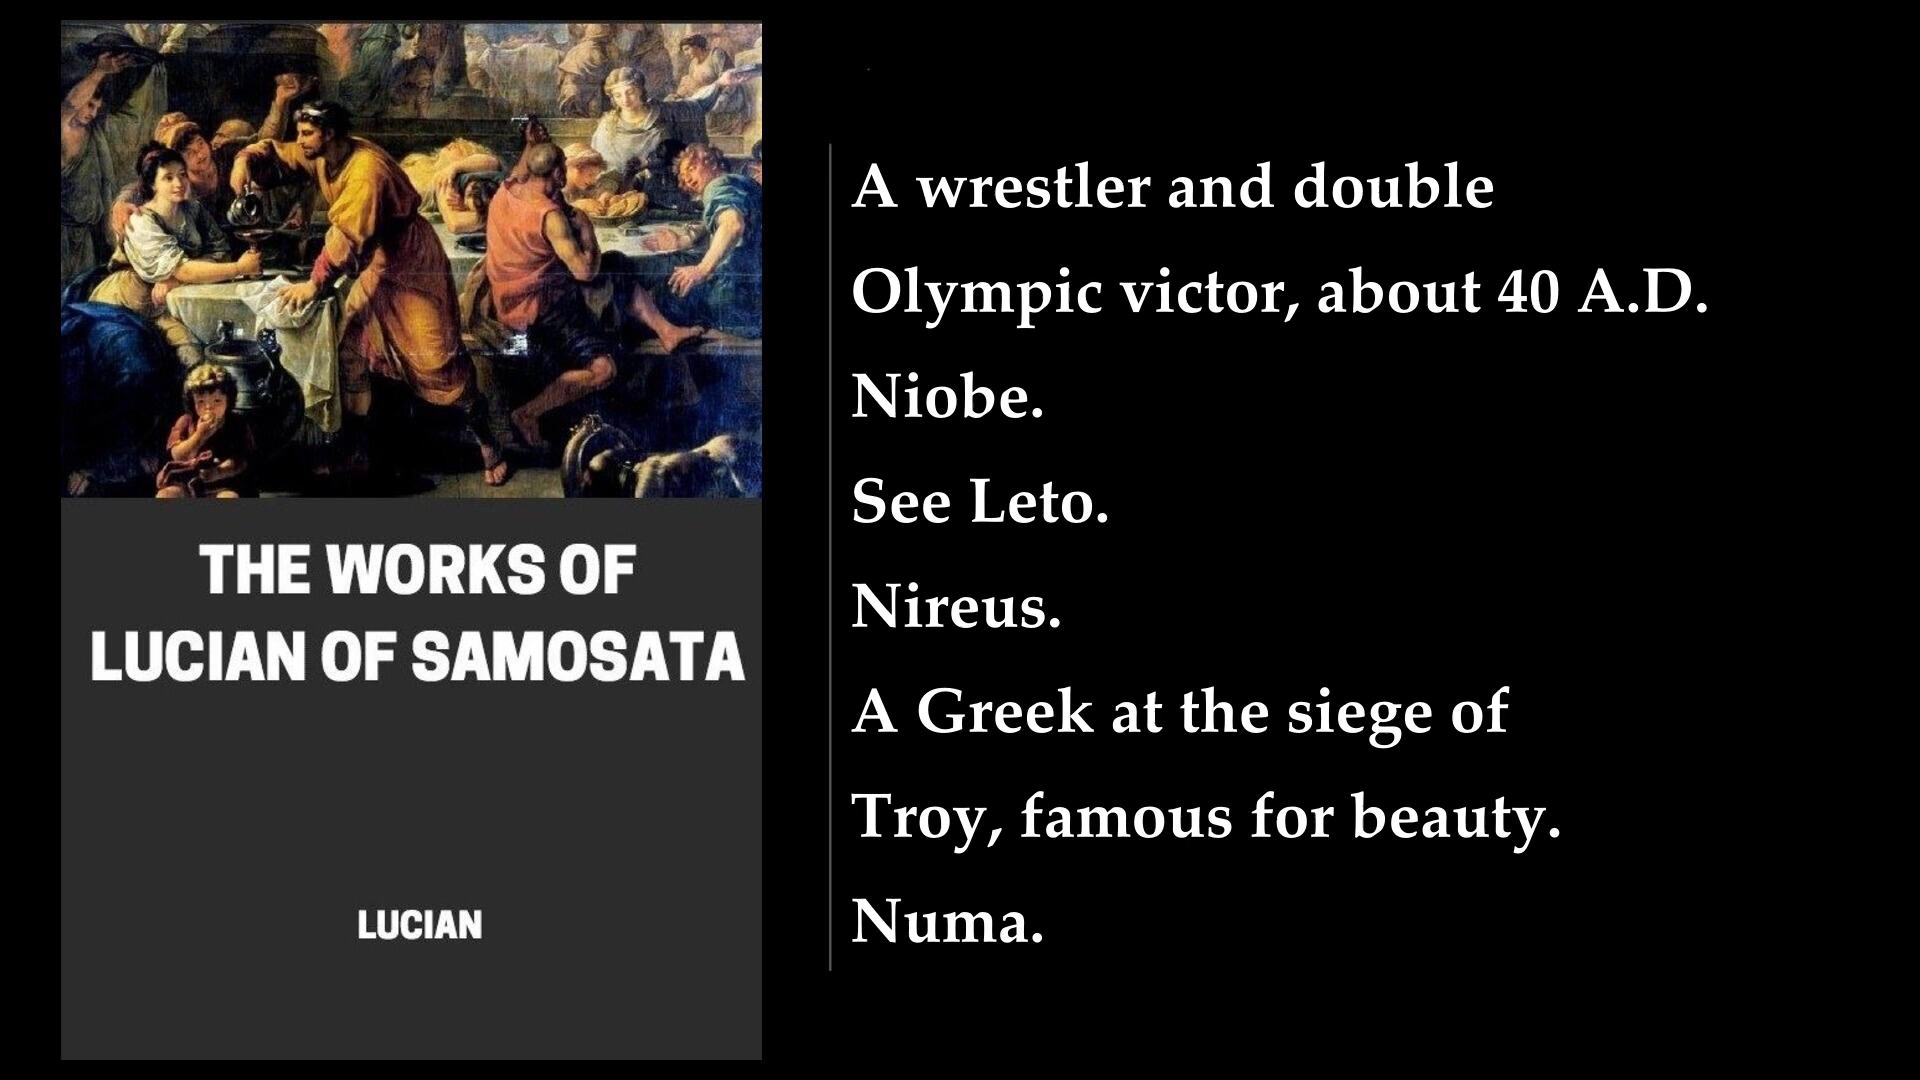 THE WORKS OF
LUCIAN OF SAMOSATA
LUCIAN
A wrestler and double
Olympic victor, about 40 A.D.
Niobe.
See Leto.
Nireus.
A Greek at the siege of
Troy, famous for beauty.
Numa.